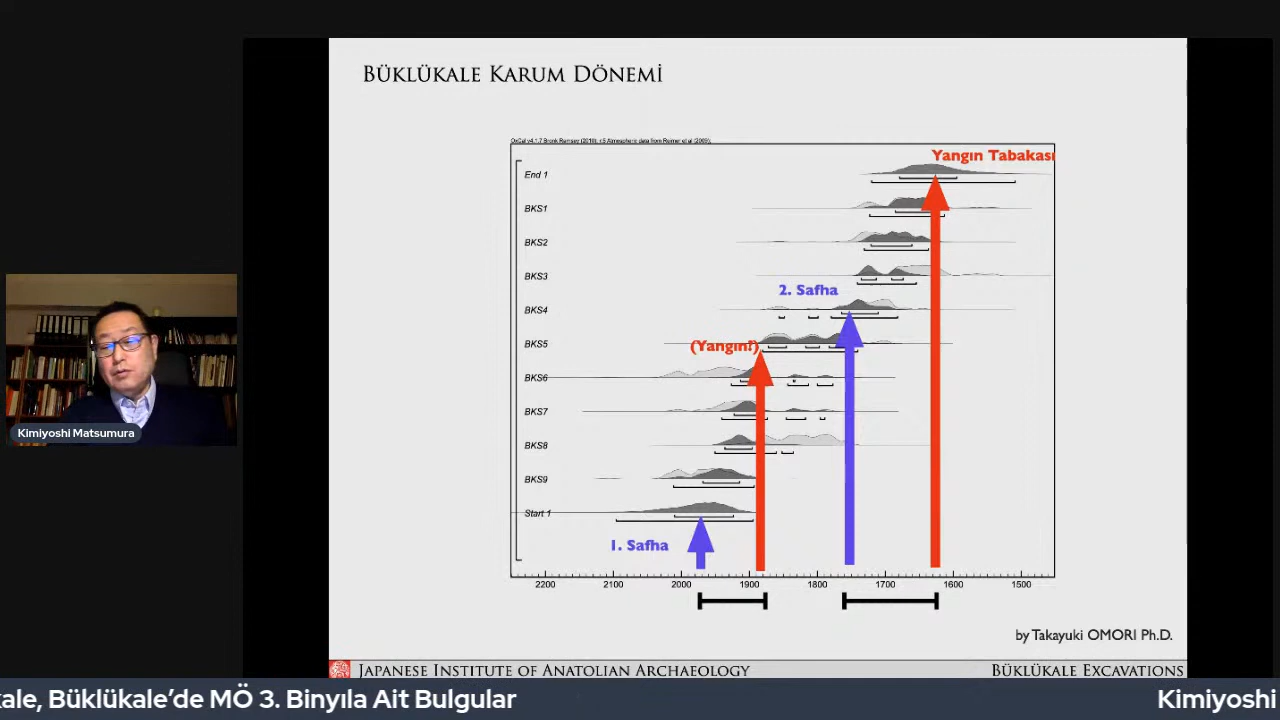 BÜKLÜKALE KARUM DÖNEMİ
OxCal v4.1.7 Bronk Ramsey (2010); r:5 Atmospheric data from Reimer et al (2009);
Yangın Tabakası
End 1
BKS1
BKS2
BKS3
2. Safha
BKS4
(Yangın?)
BKS5
BKS6
BKS7
BKS8
BKS9
Start 1
1. Safha
2200 2100 2000 1900 1800 1700 1600 1500
by Takayuki OMORI Ph.D.
JAPANESE INSTITUTE OF ANATOLIAN ARCHAEOLOGY
BÜKLÜKALE EXCAVATIONS
Kimiyoshi Matsumura
kale, Büklükale’de MÖ 3. Binyıla Ait Bulgular
Kimiyoshi